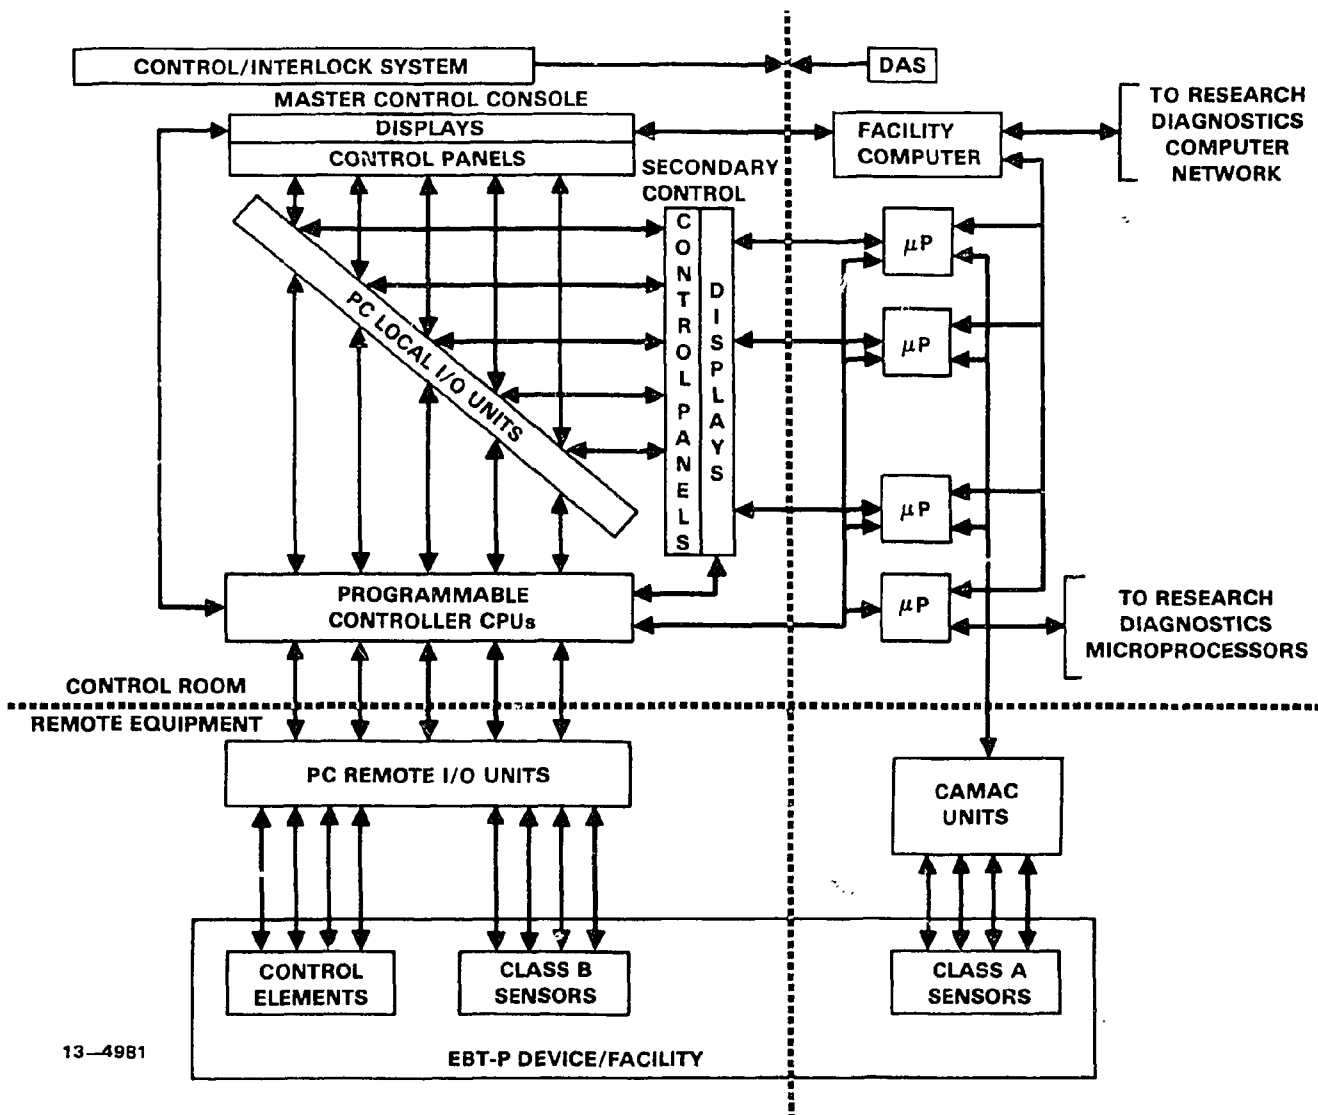 CONTROL/INTERLOCK SYSTEM
DAS
MASTER CONTROL CONSOLE
DISPLAYS
CONTROL PANELS
FACILITY
COMPUTER
TO RESEARCH
DIAGNOSTICS
COMPUTER
NETWORK
SECONDARY
CONTROL
CONTROL PANELS
DISPLAYS
PC LOCAL I/O UNITS
μP
μP
μP
μP
PROGRAMMABLE
CONTROLLER CPUs
TO RESEARCH
DIAGNOSTICS
MICROPROCESSORS
CONTROL ROOM
REMOTE EQUIPMENT
PC REMOTE I/O UNITS
CAMAC
UNITS
CONTROL
ELEMENTS
CLASS B
SENSORS
CLASS A
SENSORS
13–4981
EBT-P DEVICE/FACILITY